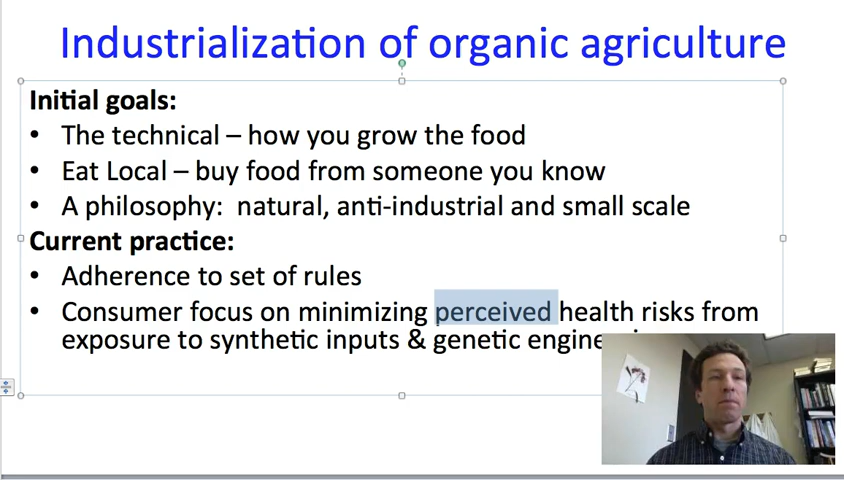 Industrialization of organic agriculture
Initial goals:
• The technical – how you grow the food
• Eat Local – buy food from someone you know
• A philosophy: natural, anti-industrial and small scale
Current practice:
• Adherence to set of rules
• Consumer focus on minimizing perceived health risks from
exposure to synthetic inputs & genetic